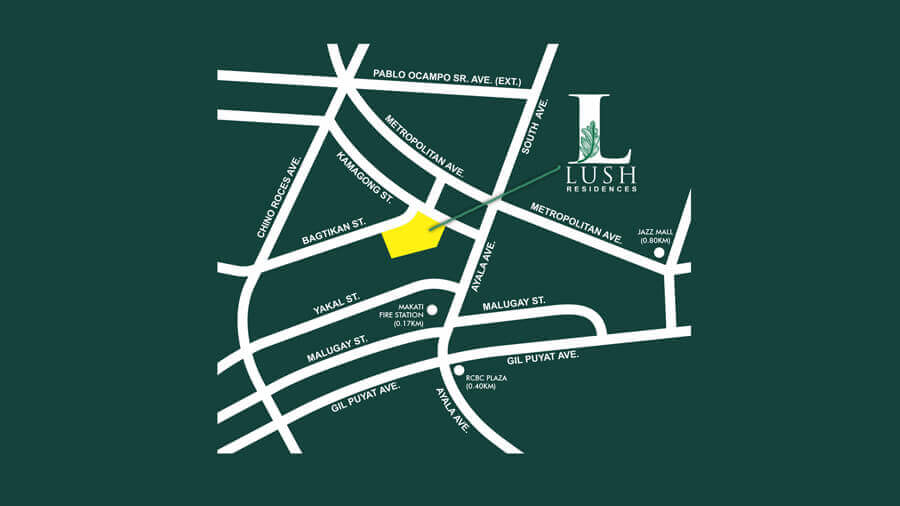 PABLO OCAMPO SR. AVE. (EXT.)
SOUTH AVE.
METROPOLITAN AVE.
KAMAGONG ST.
L
LUSH
RESIDENCES
CHINO ROCES AVE.
BAGTIKAN ST.
METROPOLITAN AVE.
JAZZ MALL
(0.80KM)
AYALA AVE.
YAKAL ST.
MAKATI
FIRE STATION
(0.17KM)
MALUGAY ST.
MALUGAY ST.
GIL PUYAT AVE.
RCBC PLAZA
(0.40KM)
GIL PUYAT AVE.
AYALA AVE.